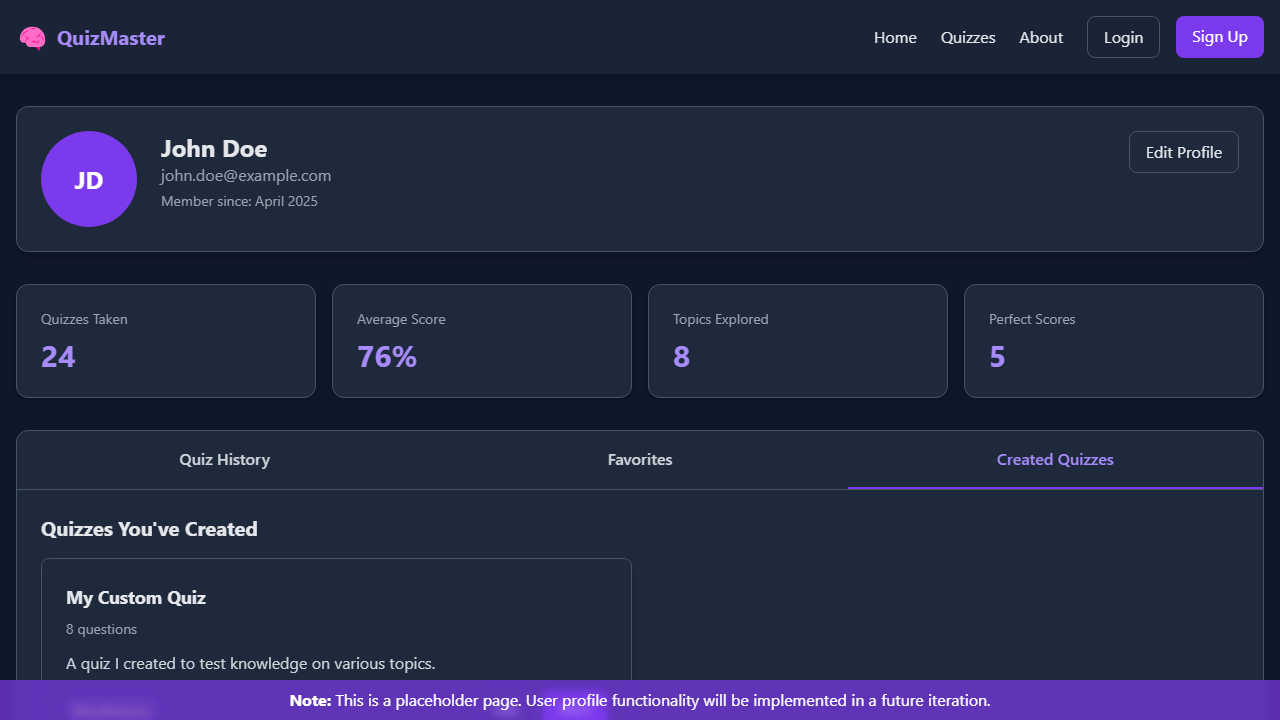 QuizMaster
Home
Quizzes
About
Login
Sign Up
JD
John Doe
john.doe@example.com
Member since: April 2025
Edit Profile
Quizzes Taken
24
Average Score
76%
Topics Explored
8
Perfect Scores
5
Quiz History
Favorites
Created Quizzes
Quizzes You've Created
My Custom Quiz
8 questions
A quiz I created to test knowledge on various topics.
Note: This is a placeholder page. User profile functionality will be implemented in a future iteration.